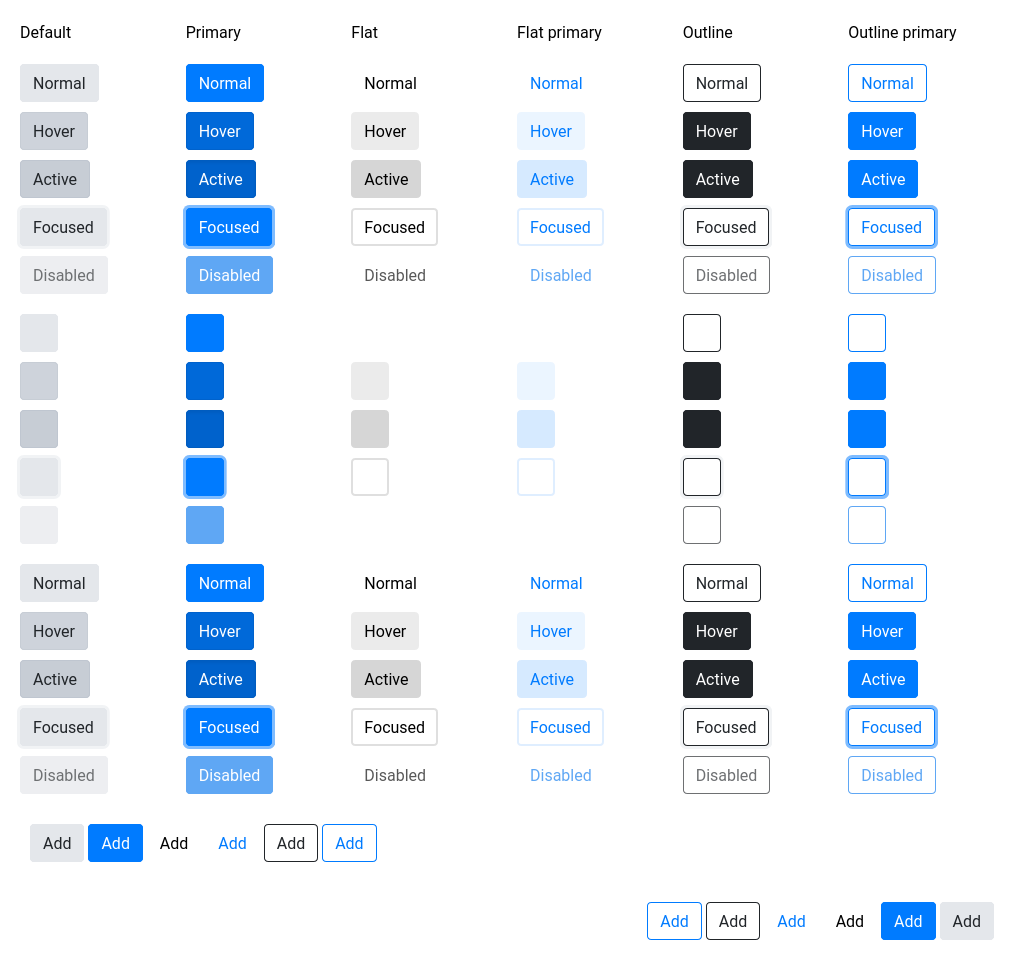 Default Primary Flat Flat primary Outline Outline primary
Normal Normal Normal Normal Normal Normal
Hover Hover Hover Hover Hover Hover
Active Active Active Active Active Active
Focused Focused Focused Focused Focused Focused
Disabled Disabled Disabled Disabled Disabled Disabled
Normal Normal Normal Normal Normal Normal
Hover Hover Hover Hover Hover Hover
Active Active Active Active Active Active
Focused Focused Focused Focused Focused Focused
Disabled Disabled Disabled Disabled Disabled Disabled
Add Add Add Add Add Add
Add Add Add Add Add Add